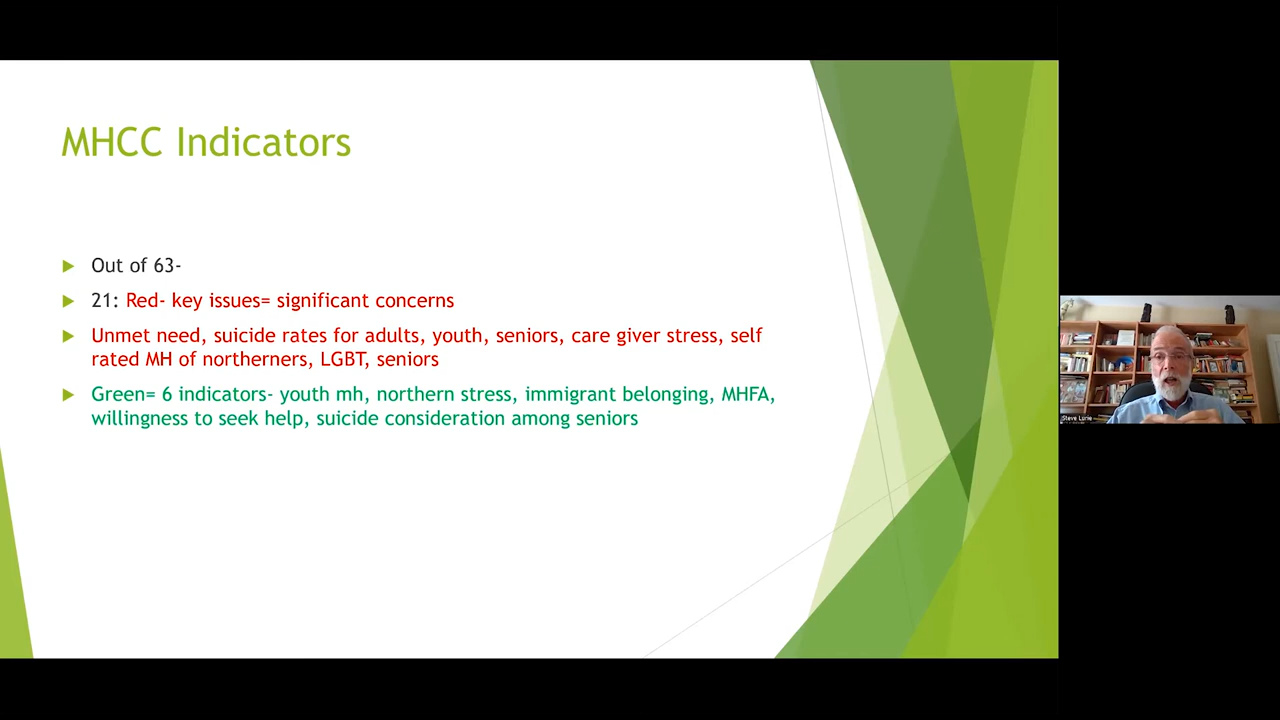 MHCC Indicators
Out of 63-
21: Red- key issues= significant concerns
Unmet need, suicide rates for adults, youth, seniors, care giver stress, self
rated MH of northerners, LGBT, seniors
Green= 6 indicators- youth mh, northern stress, immigrant belonging, MHFA,
willingness to seek help, suicide consideration among seniors
Steve Lurie